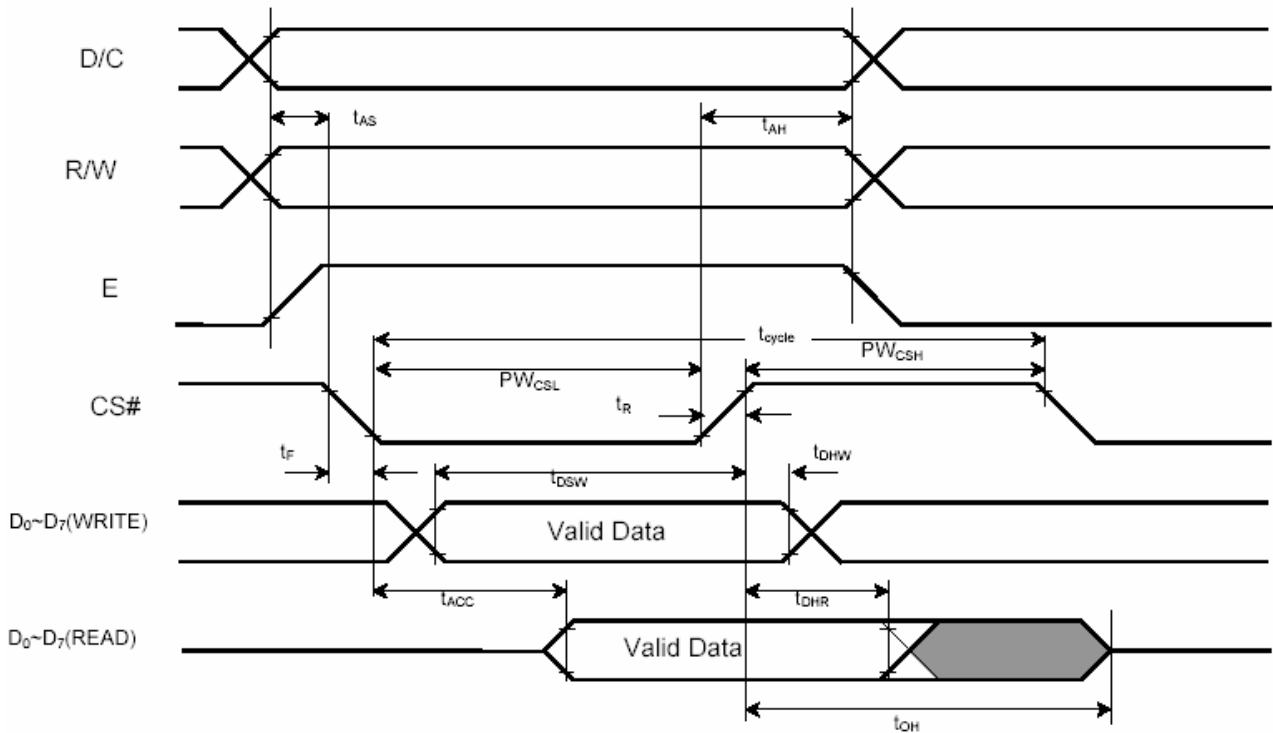 D/C
tAS
tAH
R/W
E
tcycle
PWCSH
PWCSL
CS#
tR
tF
tDSW
tDHW
D0~D7(WRITE)
Valid Data
tACC
tDHR
D0~D7(READ)
Valid Data
tOH